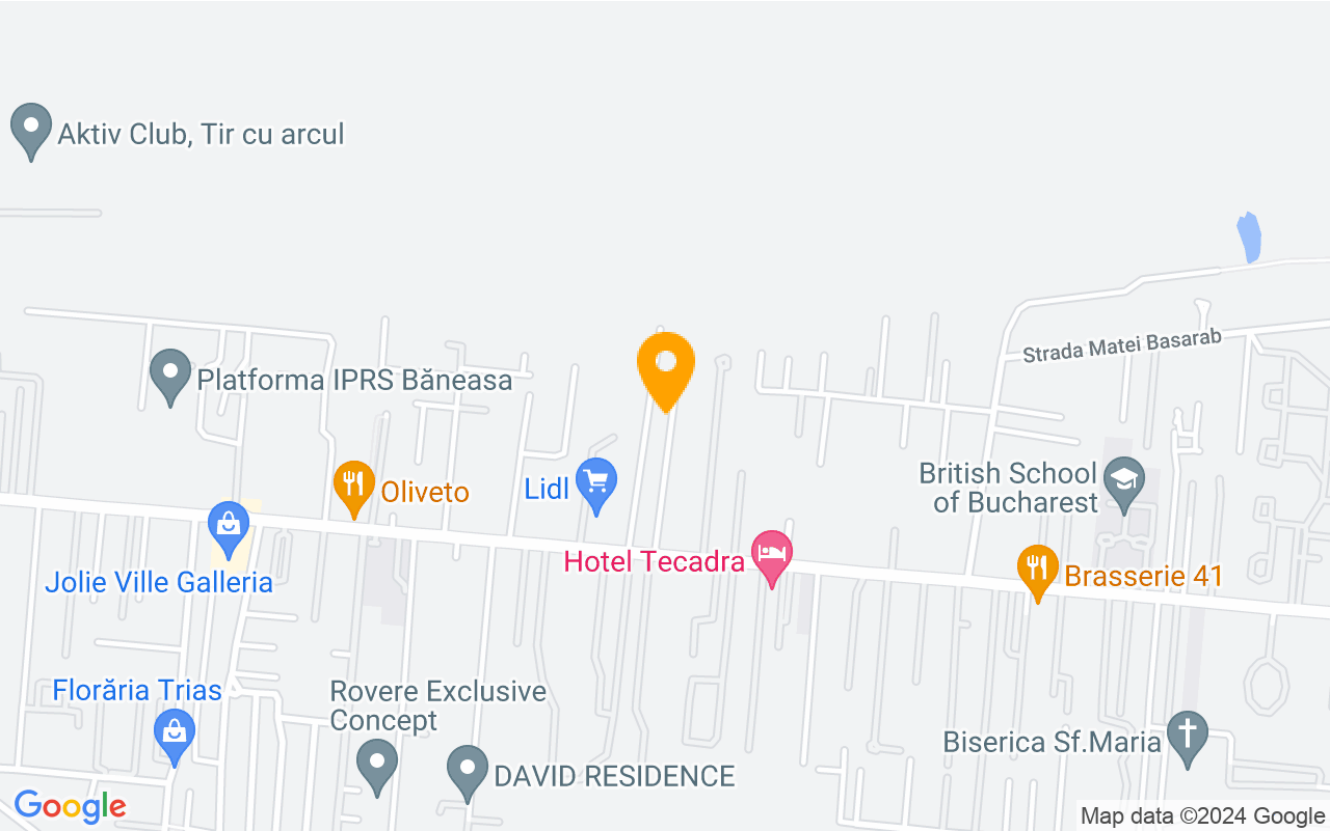 Aktiv Club, Tir cu arcul
Strada Matei Basarab
Platforma IPRS Băneasa
Oliveto
Lidl
British School
of Bucharest
Hotel Tecadra
Jolie Ville Galleria
Brasserie 41
Florăria Trias
Rovere Exclusive
Concept
Biserica Sf.Maria
DAVID RESIDENCE
Google
Map data ©2024 Google